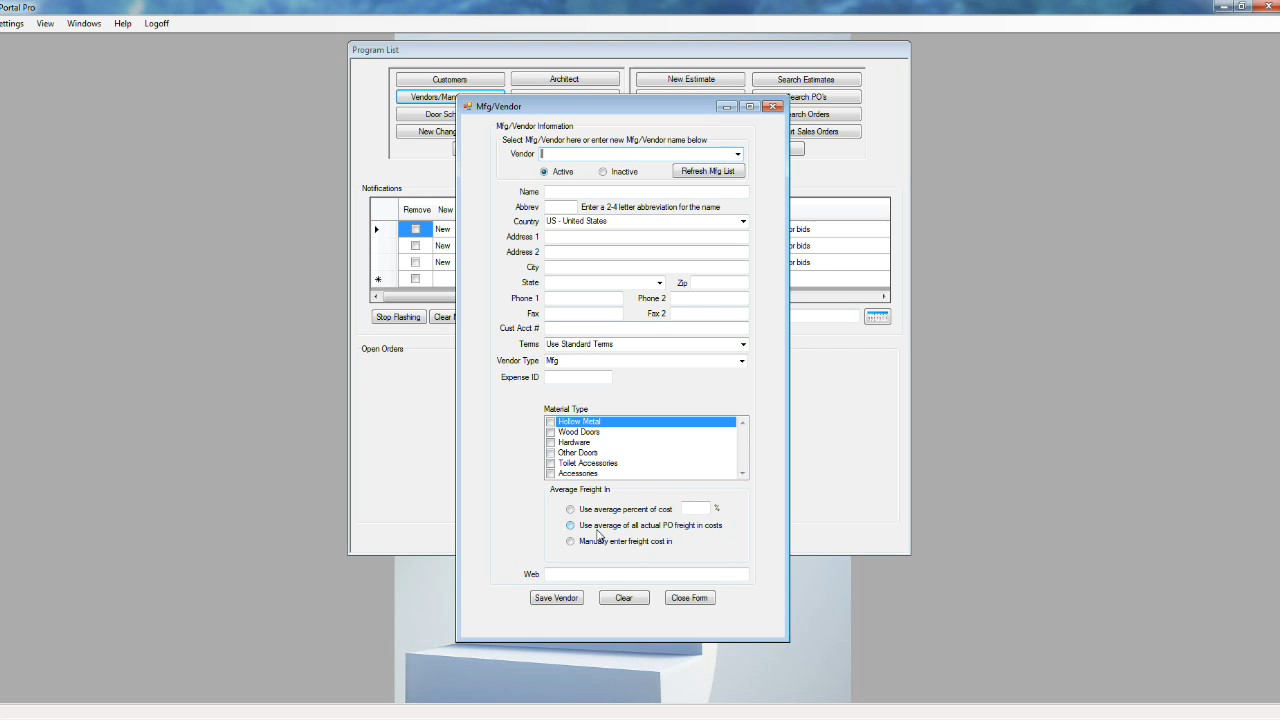 Portal Pro
ettings View Windows Help Logoff
Program List
Customers Architect New Estimate Search Estimates
Vendors/Man earch PO's
Door Sch arch Orders
New Chang rt Sales Orders
Mfg/Vendor
Mfg/Vendor Information
Select Mfg/Vendor here or enter new Mfg/Vendor name below
Vendor
Active Inactive Refresh Mfg List
Name
Abbrev Enter a 2-4 letter abbreviation for the name
Country US - United States
Address 1
Address 2
City
State Zip
Phone 1 Phone 2
Fax Fax 2
Cust Acct #
Terms Use Standard Terms
Vendor Type Mfg
Expense ID
Material Type
Hollow Metal
Wood Doors
Hardware
Other Doors
Toilet Accessories
Accessories
Average Freight In
Use average percent of cost %
Use average of all actual PO freight in costs
Manually enter freight cost in
Web
Save Vendor Clear Close Form
Notifications
Remove New
New or bids
New or bids
New or bids
Stop Flashing Clear
Open Orders